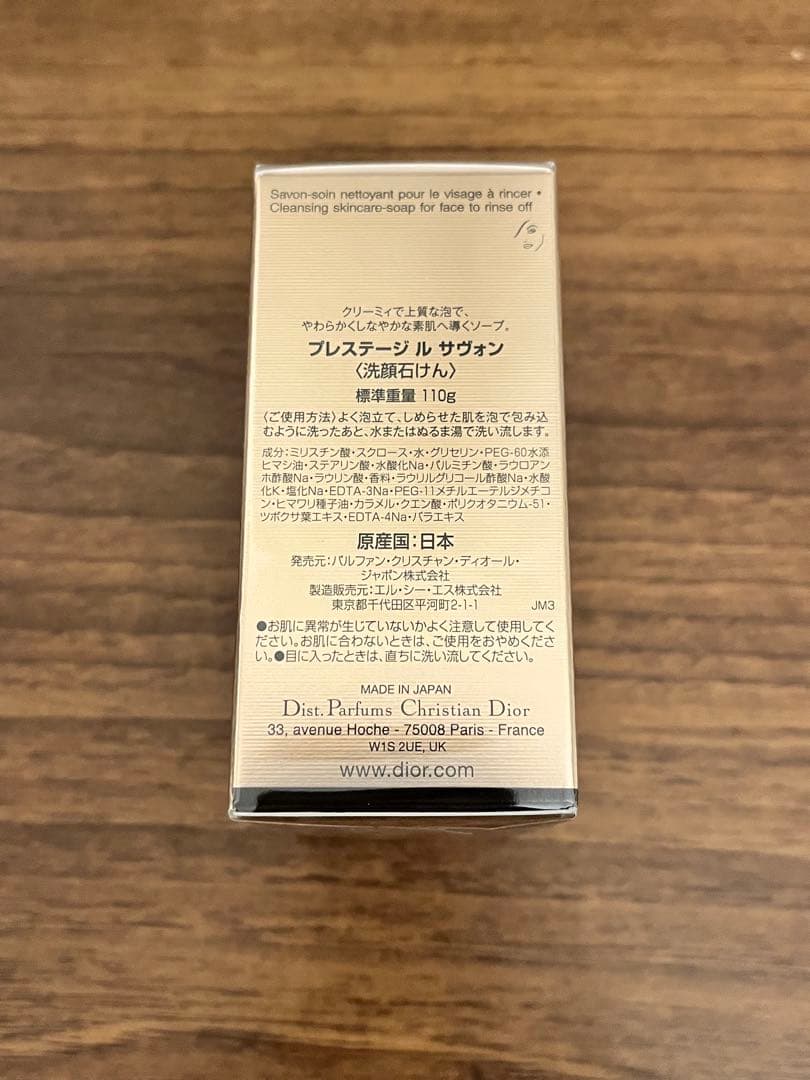 Savon-soin nettoyant pour le visage à rincer •
Cleansing skincare-soap for face to rinse off
クリーミィで上質な泡で、
やわらかくしなやかな素肌へ導くソープ。
プレステージ ル サヴォン
〈洗顔石けん〉
標準重量 110g
〈ご使用方法〉よく泡立て、しめらせた肌を泡で包み込
むように洗ったあと、水またはぬるま湯で洗い流します。
成分:ミリスチン酸・スクロース・水・グリセリン・PEG-60水添
ヒマシ油・ステアリン酸・水酸化Na・パルミチン酸・ラウロアン
ホ酢酸Na・ラウリン酸・香料・ラウリルグリコール酢酸Na・水酸
化K・塩化Na・EDTA-3Na・PEG-11メチルエーテルジメチコ
ン・ヒマワリ種子油・カラメル・クエン酸・ポリクオタニウム-51・
ツボクサ葉エキス・EDTA-4Na・バラエキス
原産国:日本
発売元:パルファン・クリスチャン・ディオール・
ジャポン株式会社
製造販売元:エル・シー・エス株式会社
東京都千代田区平河町2-1-1 JM3
●お肌に異常が生じていないかよく注意して使用してく
ださい。お肌に合わないときは、ご使用をおやめくださ
い。●目に入ったときは、直ちに洗い流してください。
MADE IN JAPAN
Dist. Parfums Christian Dior
33, avenue Hoche - 75008 Paris - France
W1S 2UE, UK
www.dior.com